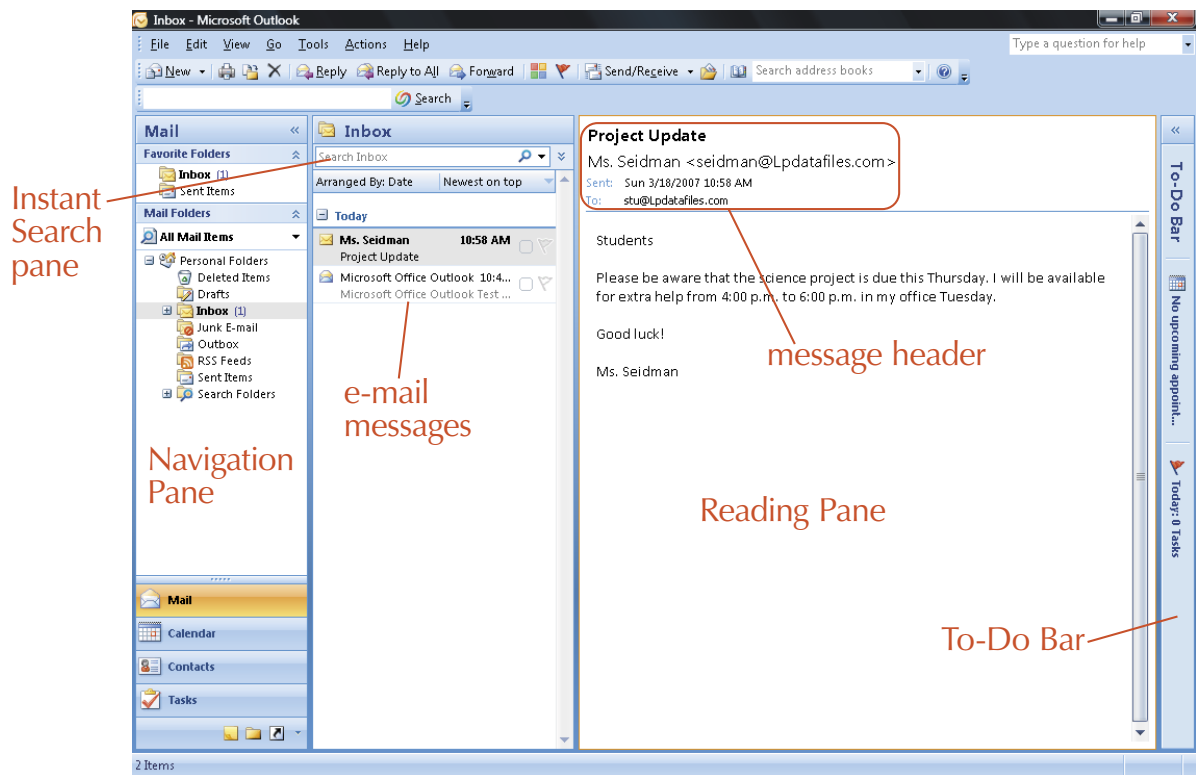 Inbox - Microsoft Outlook
File Edit View Go Tools Actions Help
Type a question for help
New Reply Reply to All Forward Send/Receive Search address books
Search
Mail
Favorite Folders
Inbox (1)
Sent Items
Mail Folders
All Mail Items
Personal Folders
Deleted Items
Drafts
Inbox (1)
Junk E-mail
Outbox
RSS Feeds
Sent Items
Search Folders
Mail
Calendar
Contacts
Tasks
2 Items
Inbox
Search Inbox
Arranged By: Date Newest on top
Today
Ms. Seidman 10:58 AM
Project Update
Microsoft Office Outlook 10:4...
Microsoft Office Outlook Test ...
Project Update
Ms. Seidman <seidman@Lpdatafiles.com>
Sent: Sun 3/18/2007 10:58 AM
To: stu@Lpdatafiles.com
Students
Please be aware that the science project is due this Thursday. I will be available
for extra help from 4:00 p.m. to 6:00 p.m. in my office Tuesday.
Good luck!
Ms. Seidman
To-Do Bar
No upcoming appoint...
Today: 0 Tasks
Instant
Search
pane
Navigation
Pane
e-mail
messages
message header
Reading Pane
To-Do Bar